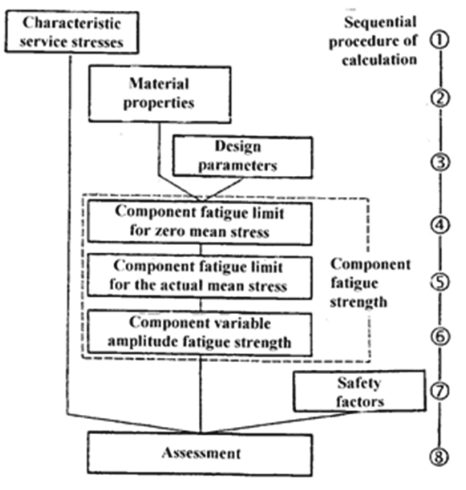 Characteristic
service stresses
Sequential
procedure of
calculation
①
Material
properties
②
Design
parameters
③
Component fatigue limit
for zero mean stress
④
Component fatigue limit
for the actual mean stress
Component
fatigue
strength
⑤
Component variable
amplitude fatigue strength
⑥
Safety
factors
⑦
Assessment
⑧